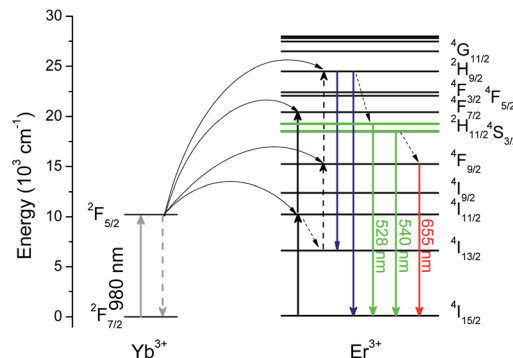 30
25
20
15
10
5
0
Energy (10³ cm⁻¹)
²F₅/₂
²F₇/₂
980 nm
Yb³⁺
⁴G₁₁/₂
²H₉/₂
⁴F₃/₂ ⁴F₅/₂
⁴F₇/₂
²H₁₁/₂ ⁴S₃/₂
⁴F₉/₂
⁴I₉/₂
⁴I₁₁/₂
⁴I₁₃/₂
⁴I₁₅/₂
528 nm
540 nm
655 nm
Er³⁺